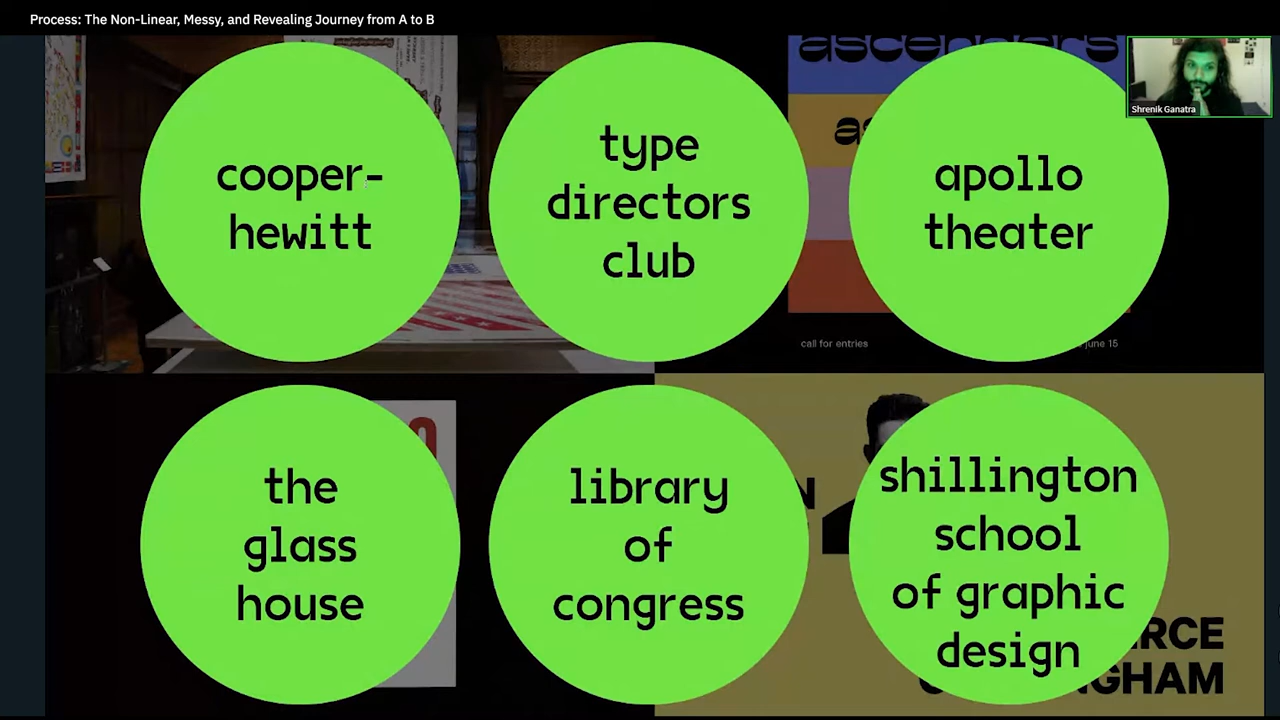 Process: The Non-Linear, Messy, and Revealing Journey from A to B
ascenders
Shrenik Ganatra
cooper-
hewitt
type
directors
club
apollo
theater
call for entries
june 15
the
glass
house
library
of
congress
shillington
school
of graphic
design